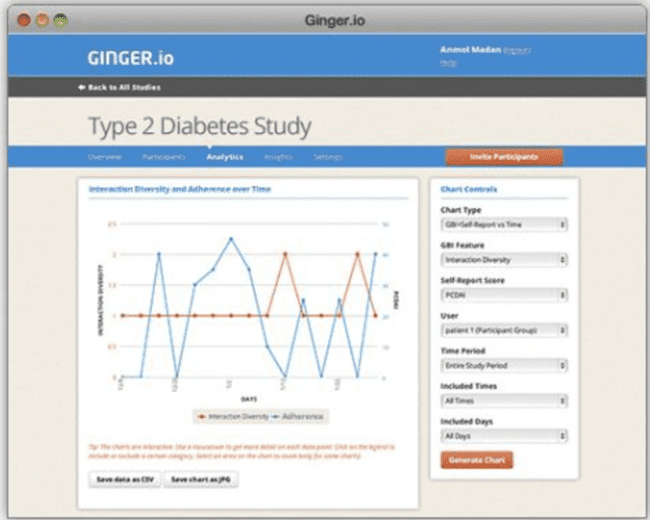 Ginger.io
GINGER.io
Anmol Madan (logout)
Help
Back to All Studies
Type 2 Diabetes Study
Overview Participants Analytics Insights Settings
Invite Participants
Interaction Diversity and Adherence over Time
INTERACTION DIVERSITY
2.5
2
1.5
1
0.5
0
50
40
30
20
10
0
DAYS
Interaction Diversity Adherence
Tip: The charts are interactive. Use a mouseover to get more detail on each data point. Click on the legend to
include or exclude a certain category. Select an area on the chart to zoom (only for some charts).
Save data as CSV Save chart as JPG
Chart Controls
Chart Type
GBI+Self-Report vs Time
GBI Feature
Interaction Diversity
Self-Report Score
PCDN
User
patient 1 (Participant Group)
Time Period
Entire Study Period
Included Times
All Times
Included Days
All Days
Generate Chart